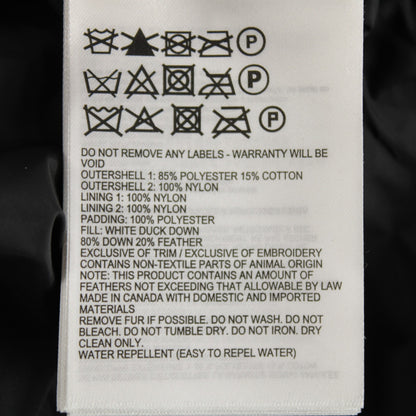 P
P
P
DO NOT REMOVE ANY LABELS - WARRANTY WILL BE
VOID
OUTERSHELL 1: 85% POLYESTER 15% COTTON
OUTERSHELL 2: 100% NYLON
LINING 1: 100% NYLON
LINING 2: 100% NYLON
PADDING: 100% POLYESTER
FILL: WHITE DUCK DOWN
80% DOWN 20% FEATHER
EXCLUSIVE OF TRIM / EXCLUSIVE OF EMBROIDERY
CONTAINS NON-TEXTILE PARTS OF ANIMAL ORIGIN
NOTE: THIS PRODUCT CONTAINS AN AMOUNT OF
FEATHERS NOT EXCEEDING THAT ALLOWABLE BY LAW
MADE IN CANADA WITH DOMESTIC AND IMPORTED
MATERIALS
REMOVE FUR IF POSSIBLE. DO NOT WASH. DO NOT
BLEACH. DO NOT TUMBLE DRY. DO NOT IRON. DRY
CLEAN ONLY.
WATER REPELLENT (EASY TO REPEL WATER)